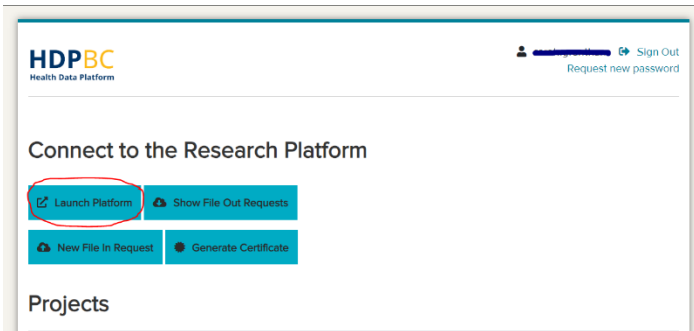 HDPBC
Health Data Platform
Sign Out
Request new password
Connect to the Research Platform
Launch Platform
Show File Out Requests
New File In Request
Generate Certificate
Projects